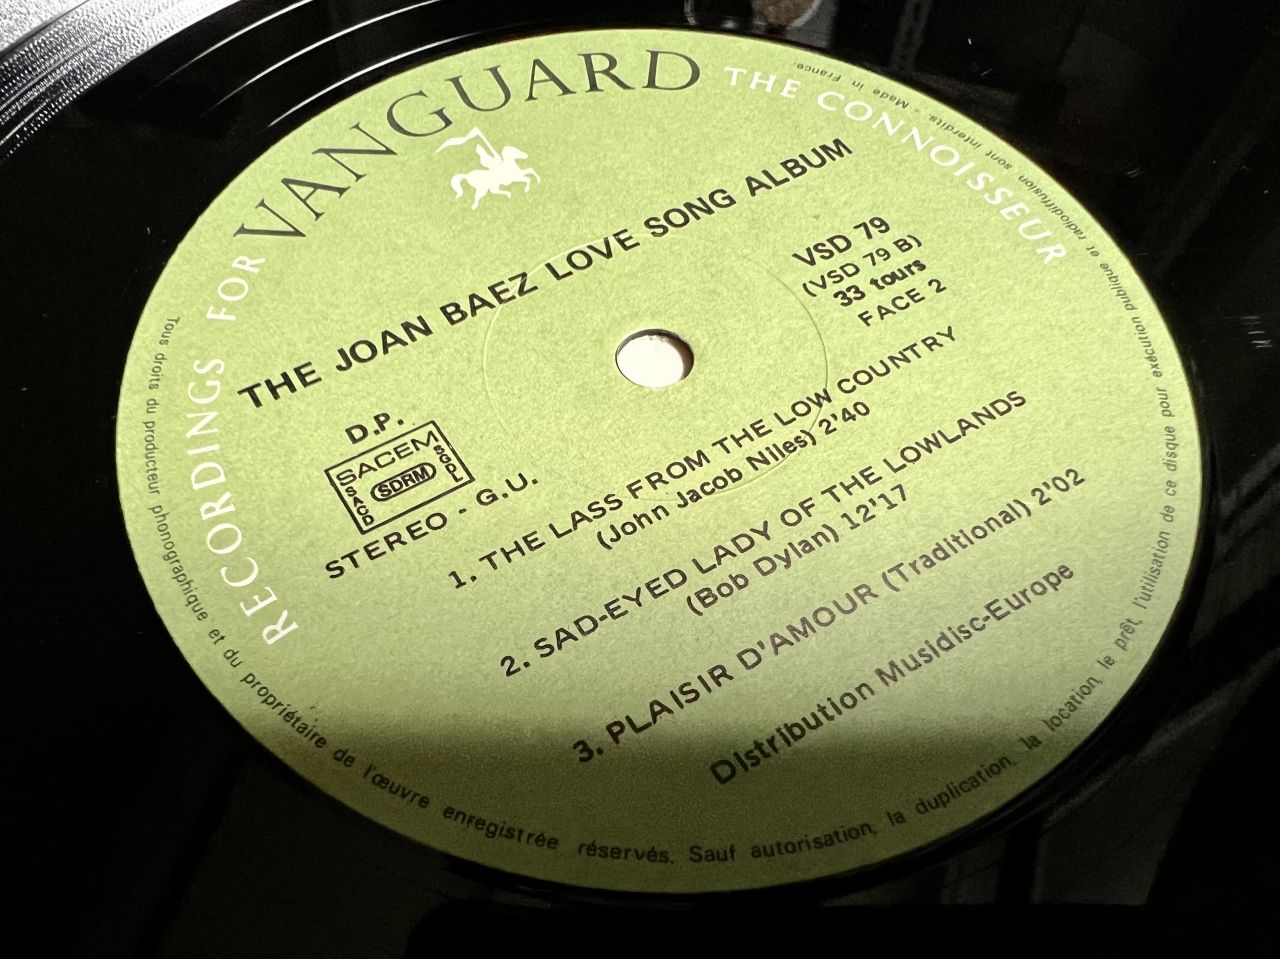 RECORDINGS FOR VANGUARD THE CONNOISSEUR
THE JOAN BAEZ LOVE SONG ALBUM
VSD 79
(VSD 79 B)
33 tours
FACE 2
D.P.
SACEM
SACD
SDRM
SGDL
STEREO - G.U.
1. THE LASS FROM THE LOW COUNTRY
(John Jacob Niles) 2'40
2. SAD-EYED LADY OF THE LOWLANDS
(Bob Dylan) 12'17
3. PLAISIR D'AMOUR (Traditional) 2'02
Distribution Musidisc-Europe
Tous droits du producteur phonographique et du propriétaire de l'œuvre enregistrée réservés. Sauf autorisation, la duplication, la location, le prêt, l'utilisation de ce disque pour exécution publique et radiodiffusion sont interdits. - Made in France.